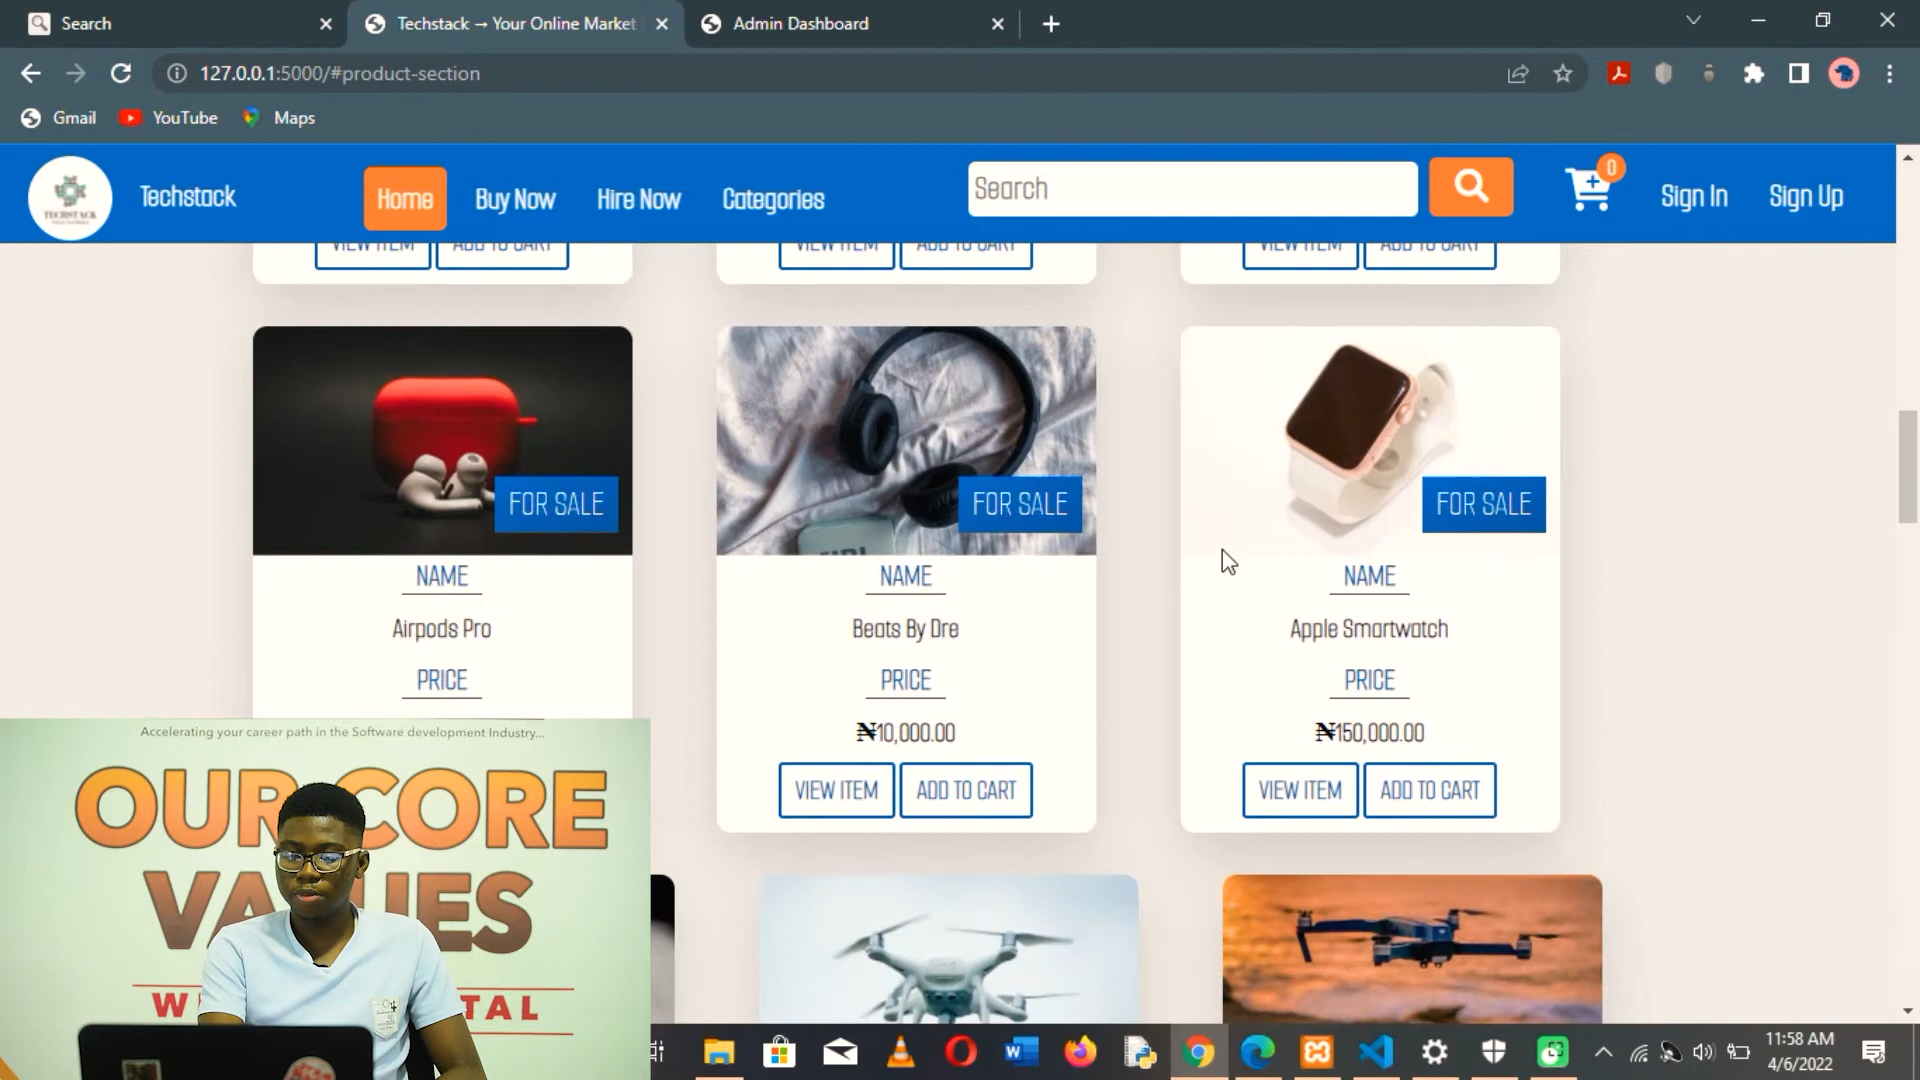 Search
Techstack → Your Online Market
Admin Dashboard
127.0.0.1:5000/#product-section
Gmail
YouTube
Maps
TECHSTACK
Techstack
Home
Buy Now
Hire Now
Categories
Search
0
Sign In
Sign Up
VIEW ITEM
ADD TO CART
VIEW ITEM
ADD TO CART
VIEW ITEM
ADD TO CART
FOR SALE
FOR SALE
FOR SALE
NAME
NAME
NAME
Airpods Pro
Beats By Dre
Apple Smartwatch
PRICE
PRICE
PRICE
₦10,000.00
₦150,000.00
VIEW ITEM
ADD TO CART
VIEW ITEM
ADD TO CART
Accelerating your career path in the Software development Industry...
OUR CORE
VALUES
11:58 AM
4/6/2022